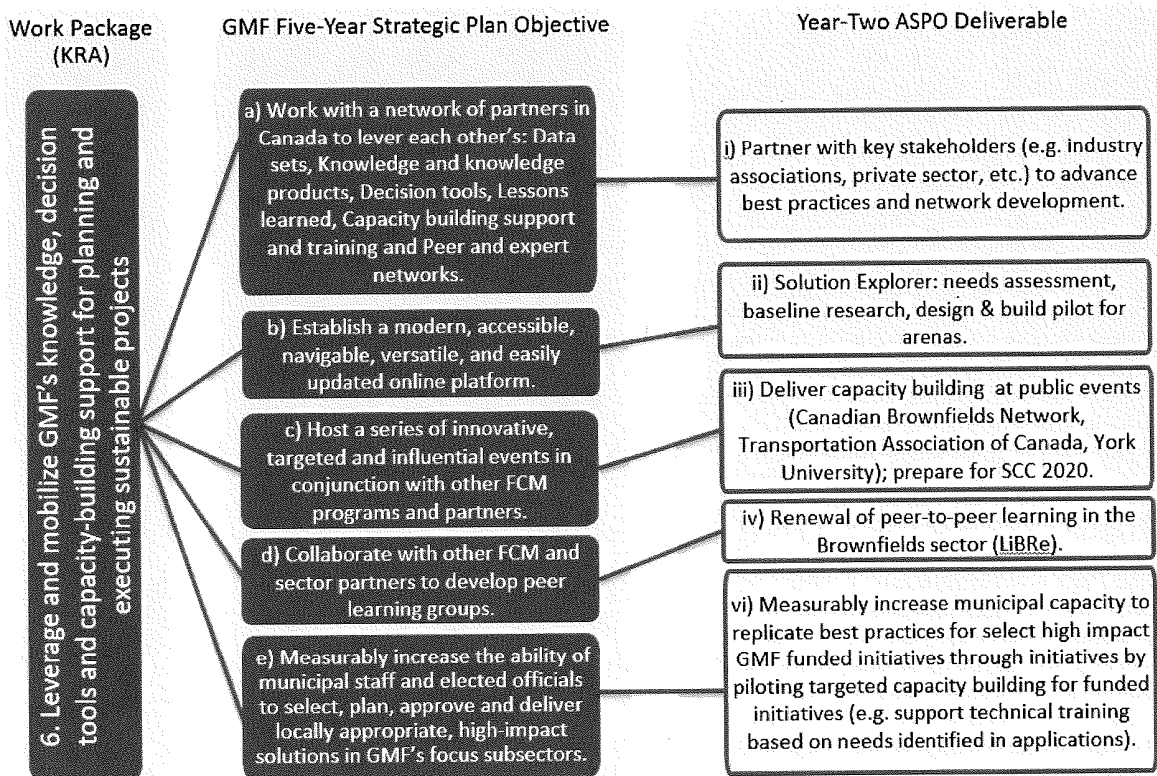 Work Package
(KRA)
GMF Five-Year Strategic Plan Objective
Year-Two ASPO Deliverable
6. Leverage and mobilize GMF's knowledge, decision
tools and capacity-building support for planning and
executing sustainable projects
a) Work with a network of partners in
Canada to lever each other's: Data
sets, Knowledge and knowledge
products, Decision tools, Lessons
learned, Capacity building support
and training and Peer and expert
networks.
i) Partner with key stakeholders (e.g. industry
associations, private sector, etc.) to advance
best practices and network development.
b) Establish a modern, accessible,
navigable, versatile, and easily
updated online platform.
ii) Solution Explorer: needs assessment,
baseline research, design & build pilot for
arenas.
c) Host a series of innovative,
targeted and influential events in
conjunction with other FCM
programs and partners.
iii) Deliver capacity building at public events
(Canadian Brownfields Network,
Transportation Association of Canada, York
University); prepare for SCC 2020.
d) Collaborate with other FCM and
sector partners to develop peer
learning groups.
iv) Renewal of peer-to-peer learning in the
Brownfields sector (LiBRe).
e) Measurably increase the ability of
municipal staff and elected officials
to select, plan, approve and deliver
locally appropriate, high-impact
solutions in GMF's focus subsectors.
vi) Measurably increase municipal capacity to
replicate best practices for select high impact
GMF funded initiatives through initiatives by
piloting targeted capacity building for funded
initiatives (e.g. support technical training
based on needs identified in applications).